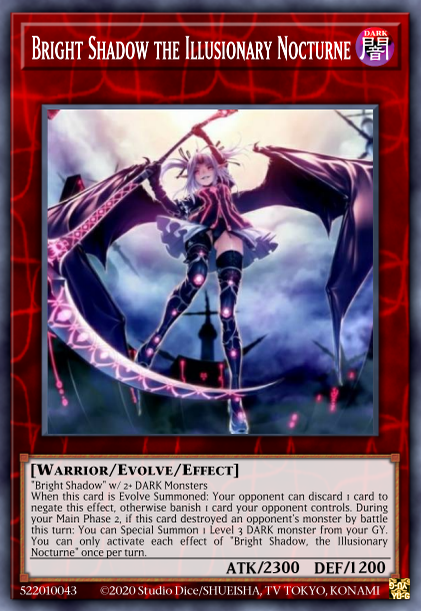 BRIGHT SHADOW THE ILLUSIONARY NOCTURNE
DARK
闇
[WARRIOR/EVOLVE/EFFECT]
"Bright Shadow" w/ 2+ DARK Monsters
When this card is Evolve Summoned: Your opponent can discard 1 card to
negate this effect, otherwise banish 1 card your opponent controls. During
your Main Phase 2, if this card destroyed an opponent's monster by battle
this turn: You can Special Summon 1 Level 3 DARK monster from your GY.
You can only activate each effect of "Bright Shadow, the Illusionary
Nocturne" once per turn.
ATK/2300 DEF/1200
522010043 ©2020 Studio Dice/SHUEISHA, TV TOKYO, KONAMI